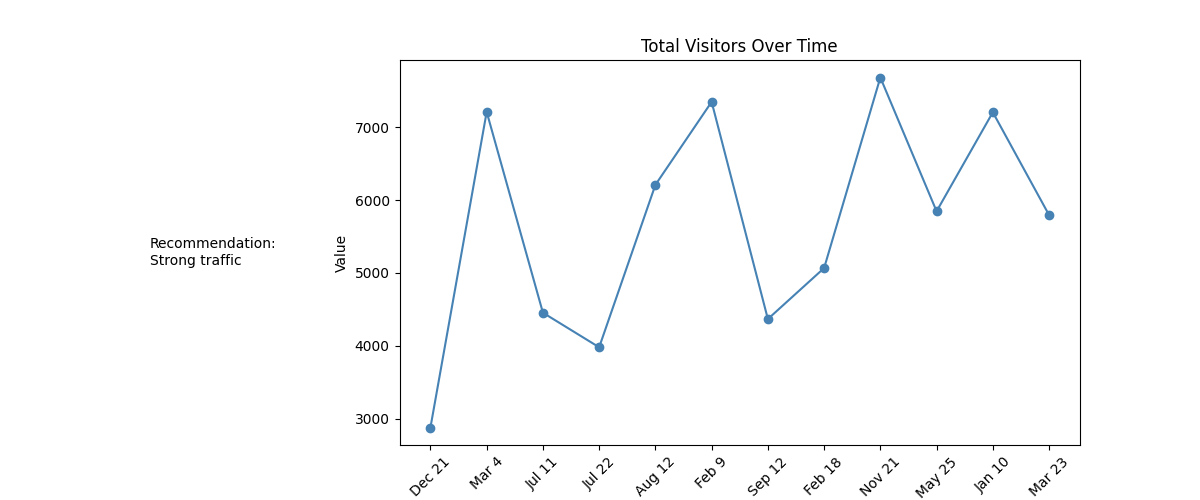 Total Visitors Over Time
Recommendation:
Strong traffic
Value
7000
6000
5000
4000
3000
Dec 21
Mar 4
Jul 11
Jul 22
Aug 12
Feb 9
Sep 12
Feb 18
Nov 21
May 25
Jan 10
Mar 23